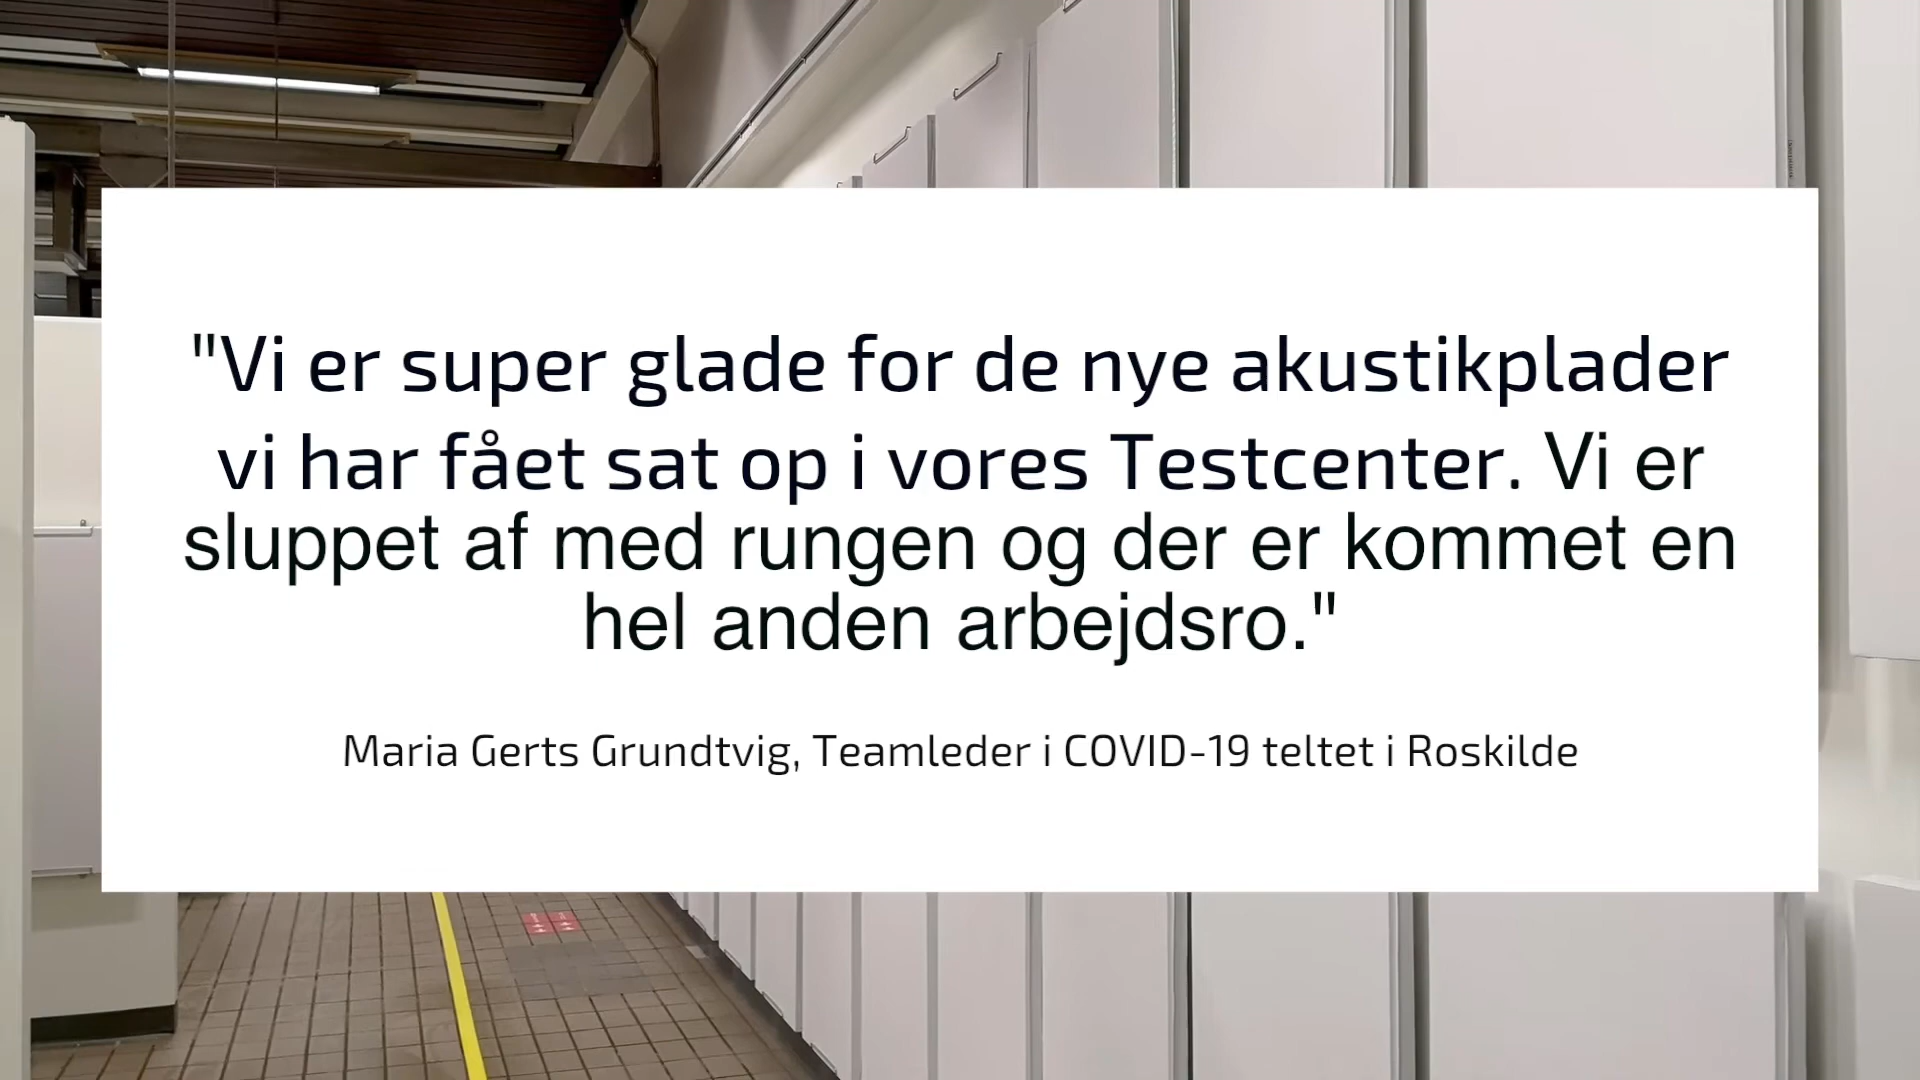 "Vi er super glade for de nye akustikplader
vi har fået sat op i vores Testcenter. Vi er
sluppet af med rungen og der er kommet en
hel anden arbejdsro."
Maria Gerts Grundtvig, Teamleder i COVID-19 teltet i Roskilde